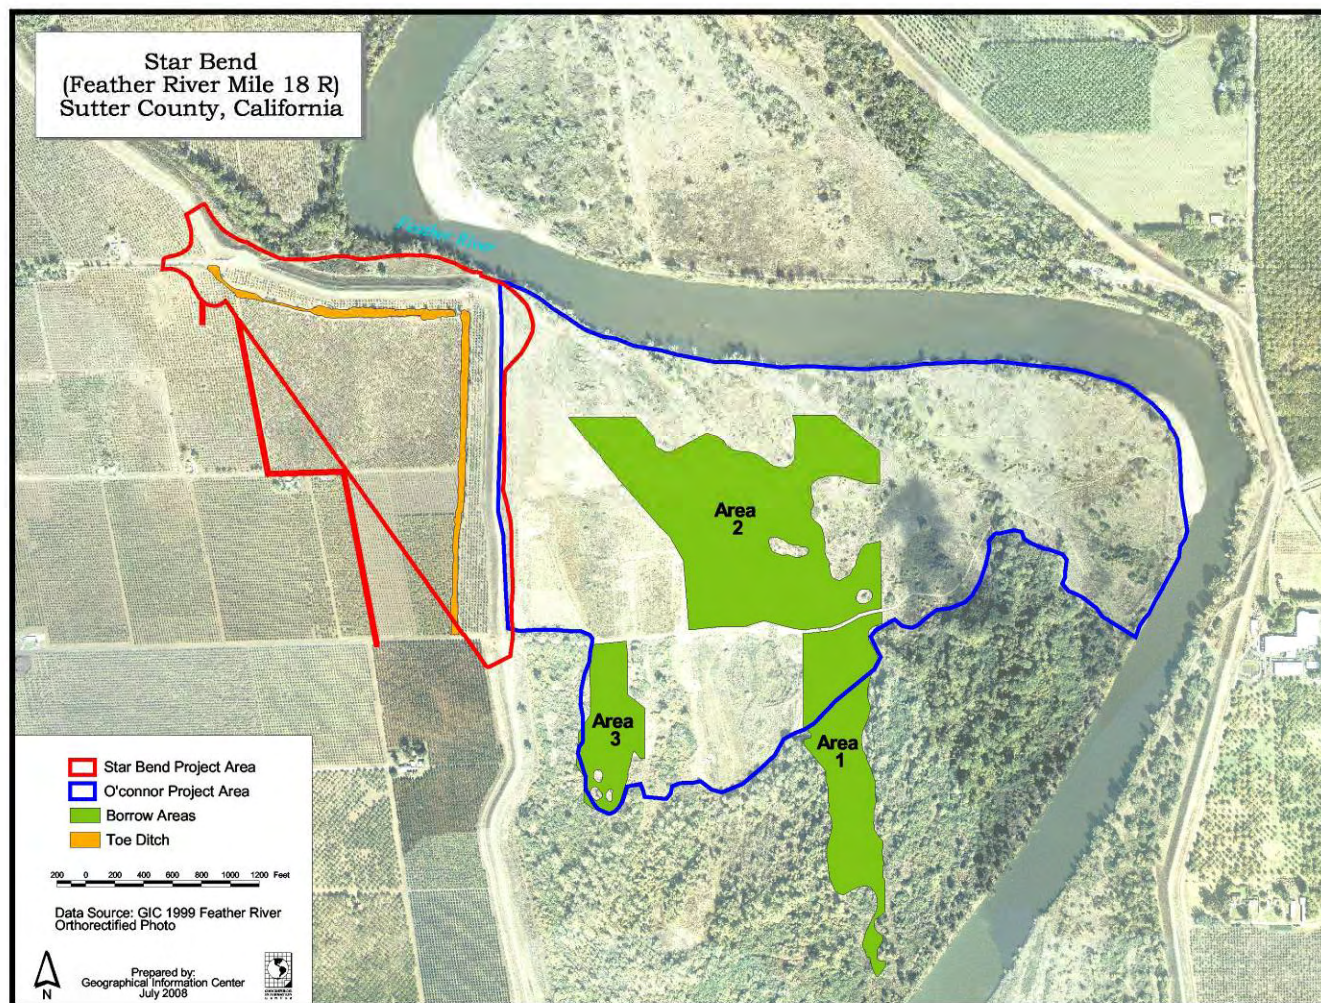 Star Bend
(Feather River Mile 18 R)
Sutter County, California
Feather River
Area
2
Area
3
Area
1
Star Bend Project Area
O'connor Project Area
Borrow Areas
Toe Ditch
200 0 200 400 600 800 1000 1200 Feet
Data Source: GIC 1999 Feather River
Orthorectified Photo
N
Prepared by:
Geographical Information Center
July 2008